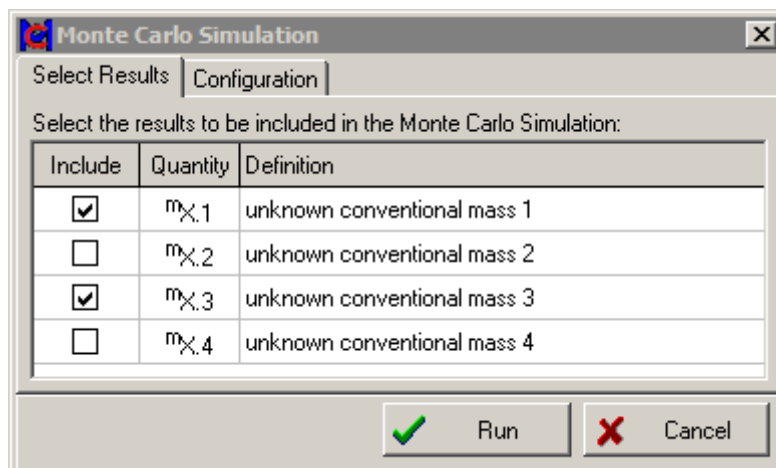 Monte Carlo Simulation
Select Results Configuration
Select the results to be included in the Monte Carlo Simulation:
Include Quantity Definition
mX.1 unknown conventional mass 1
mX.2 unknown conventional mass 2
mX.3 unknown conventional mass 3
mX.4 unknown conventional mass 4
Run Cancel